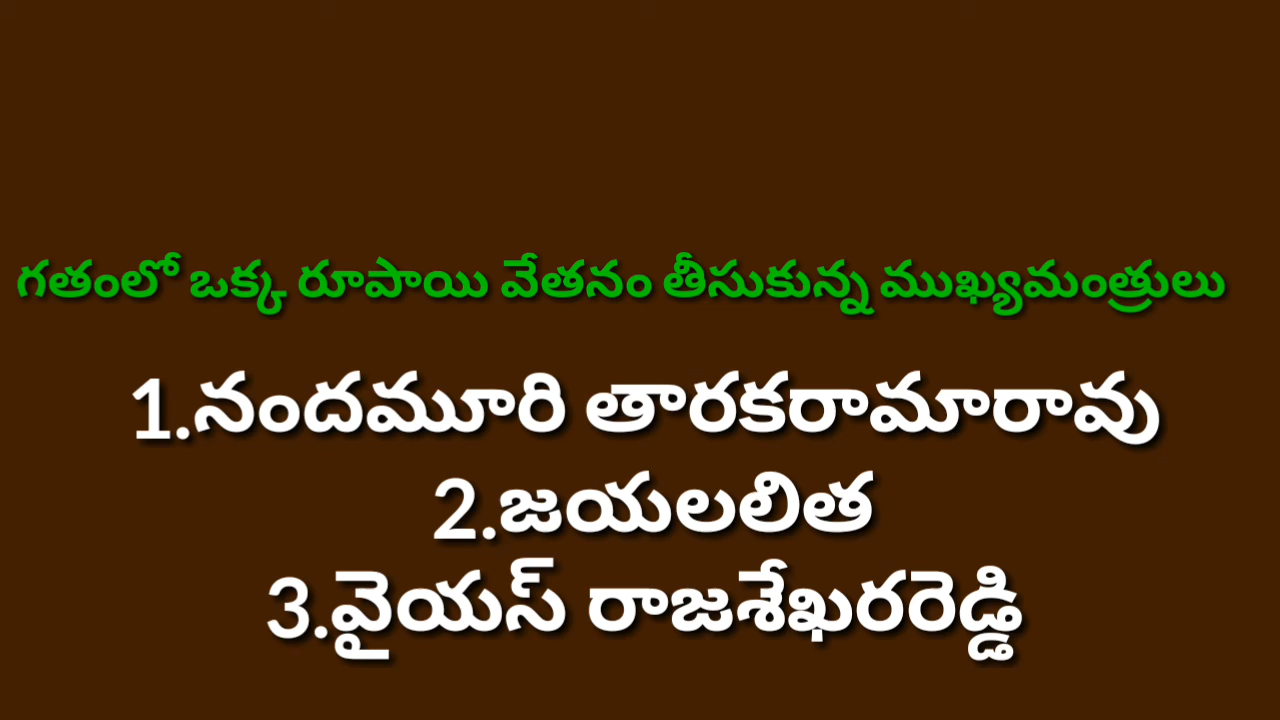 గతంలో ఒక్క రూపాయి వేతనం తీసుకున్న ముఖ్యమంత్రులు
1.నందమూరి తారకరామారావు
2.జయలలిత
3.వైయస్ రాజశేఖరరెడ్డి